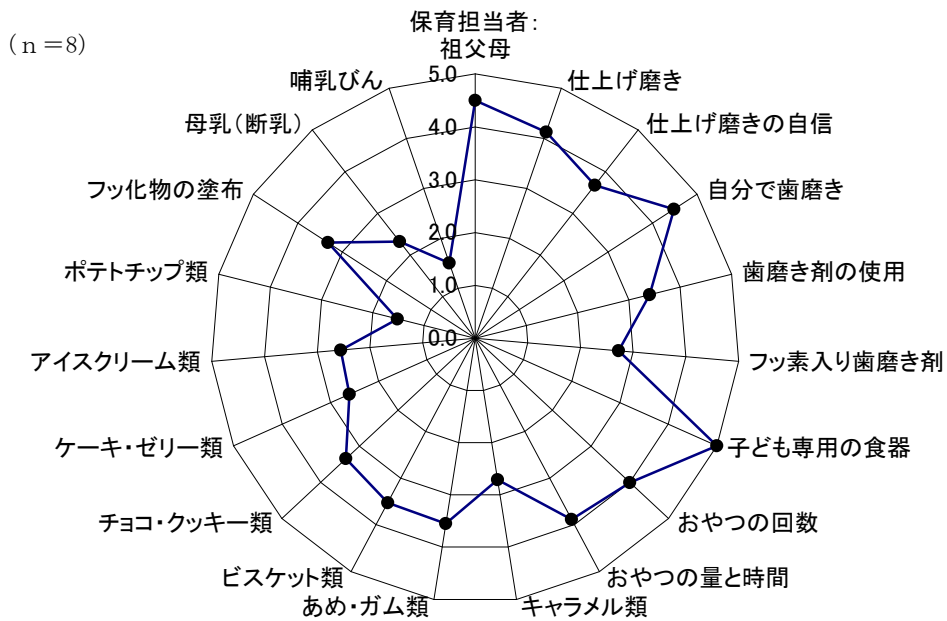 (n=8)
保育担当者:
祖父母
仕上げ磨き
仕上げ磨きの自信
自分で歯磨き
歯磨き剤の使用
フッ素入り歯磨き剤
子ども専用の食器
おやつの回数
おやつの量と時間
キャラメル類
あめ・ガム類
ビスケット類
チョコ・クッキー類
ケーキ・ゼリー類
アイスクリーム類
ポテトチップ類
フッ化物の塗布
母乳(断乳)
哺乳びん
5.0
4.0
3.0
2.0
1.0
0.0